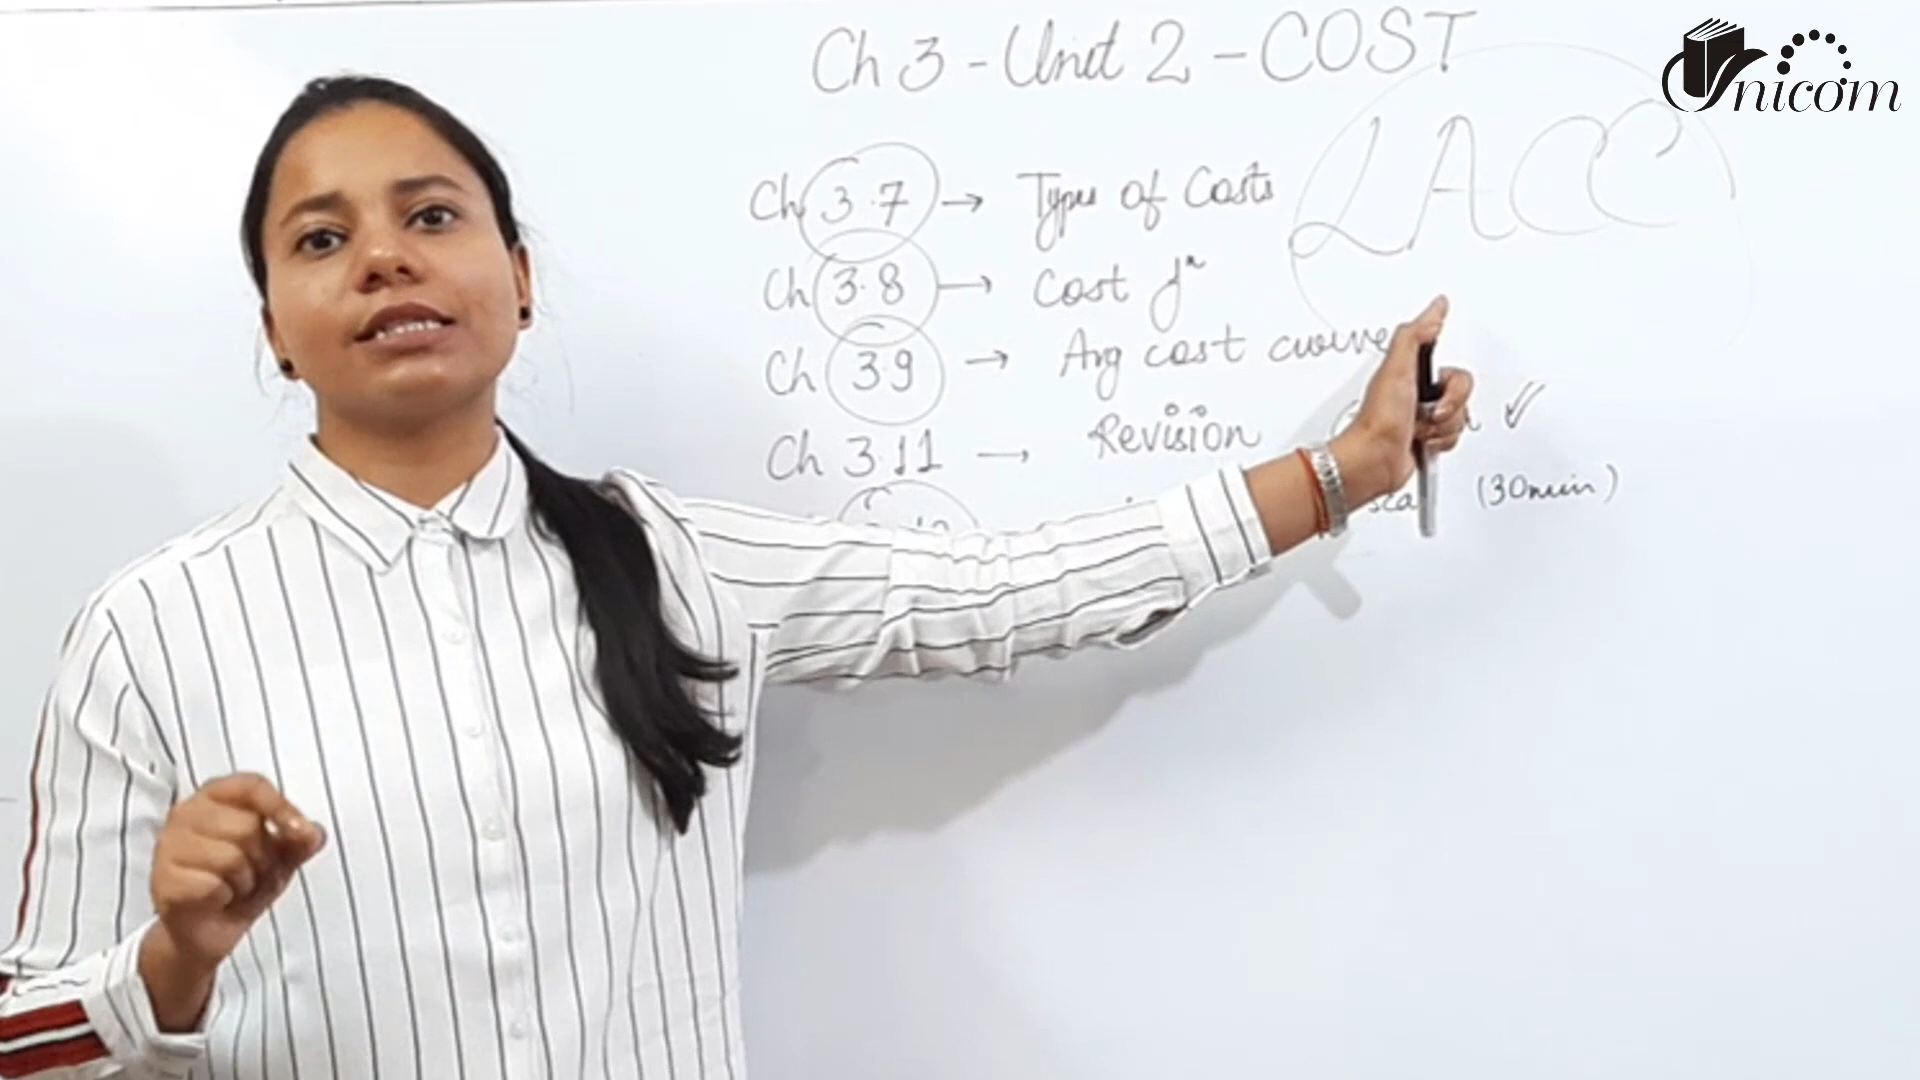 Ch 3 - Unit 2 - COST
Unicom
LACC
Ch 3.7 → Types of Costs
Ch 3.8 → Cost fⁿ
Ch 3.9 → Avg cost curve
Ch 3.11 → Revision ✓
(30min)